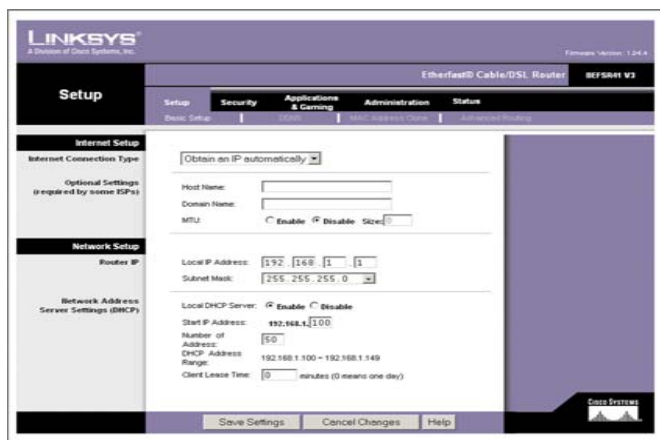 LINKSYS®
A Division of Cisco Systems, Inc.
Firmware Version: 1.04.4
Etherfast® Cable/DSL Router BEFSR41 V3
Setup
Setup Security Applications & Gaming Administration Status
Basic Setup | DDNS | MAC Address Clone | Advanced Routing
Internet Setup
Internet Connection Type
Obtain an IP automatically
Optional Settings
(required by some ISPs)
Host Name:
Domain Name:
MTU: Enable Disable Size: 0
Network Setup
Router IP
Local IP Address: 192 . 168 . 1 . 1
Subnet Mask: 255.255.255.0
Network Address
Server Settings (DHCP)
Local DHCP Server: Enable Disable
Start IP Address: 192.168.1. 100
Number of
Address: 50
DHCP Address
Range: 192.168.1.100 ~ 192.168.1.149
Client Lease Time: 0 minutes (0 means one day)
Cisco Systems
Save Settings Cancel Changes Help